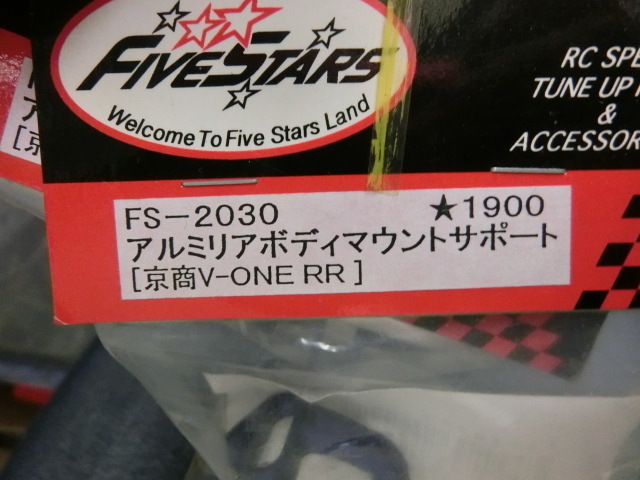 FIVESTARS
Welcome To Five Stars Land
RC SPE
TUNE UP
&
ACCESSOR
FS-2030 ★1900
アルミリアボディマウントサポート
[京商V-ONE RR]